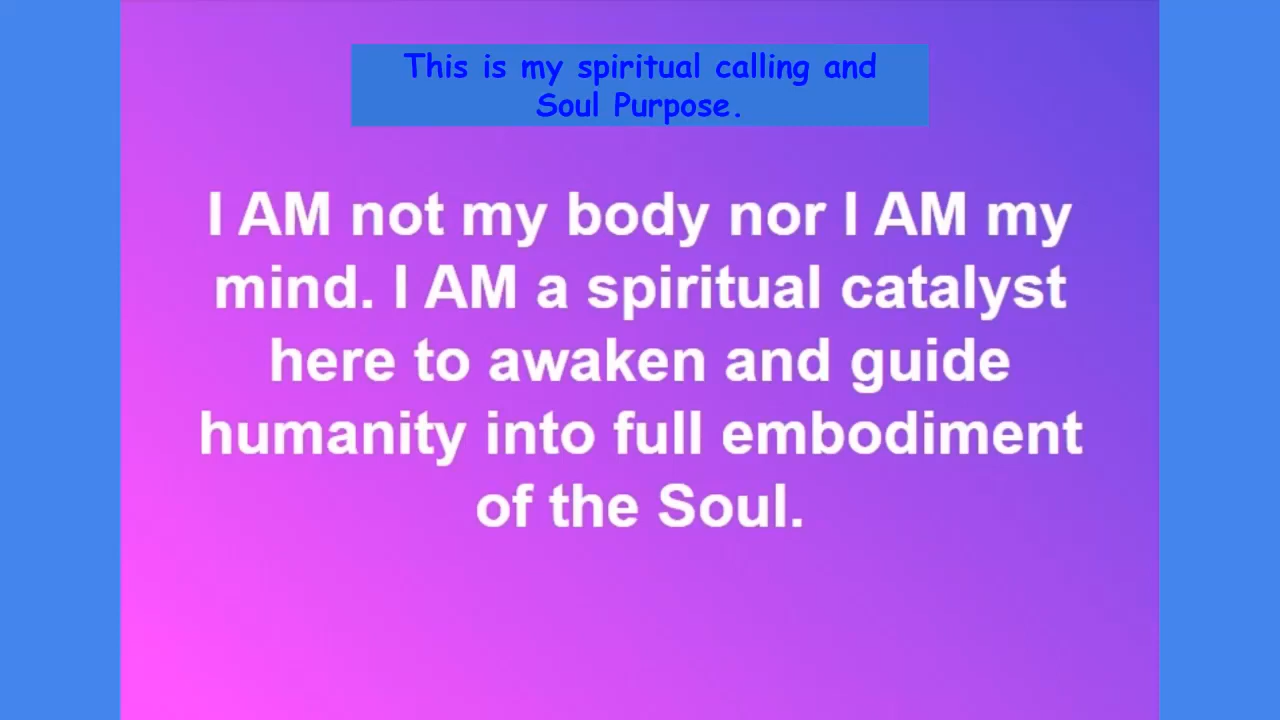 This is my spiritual calling and
Soul Purpose.
I AM not my body nor I AM my
mind. I AM a spiritual catalyst
here to awaken and guide
humanity into full embodiment
of the Soul.